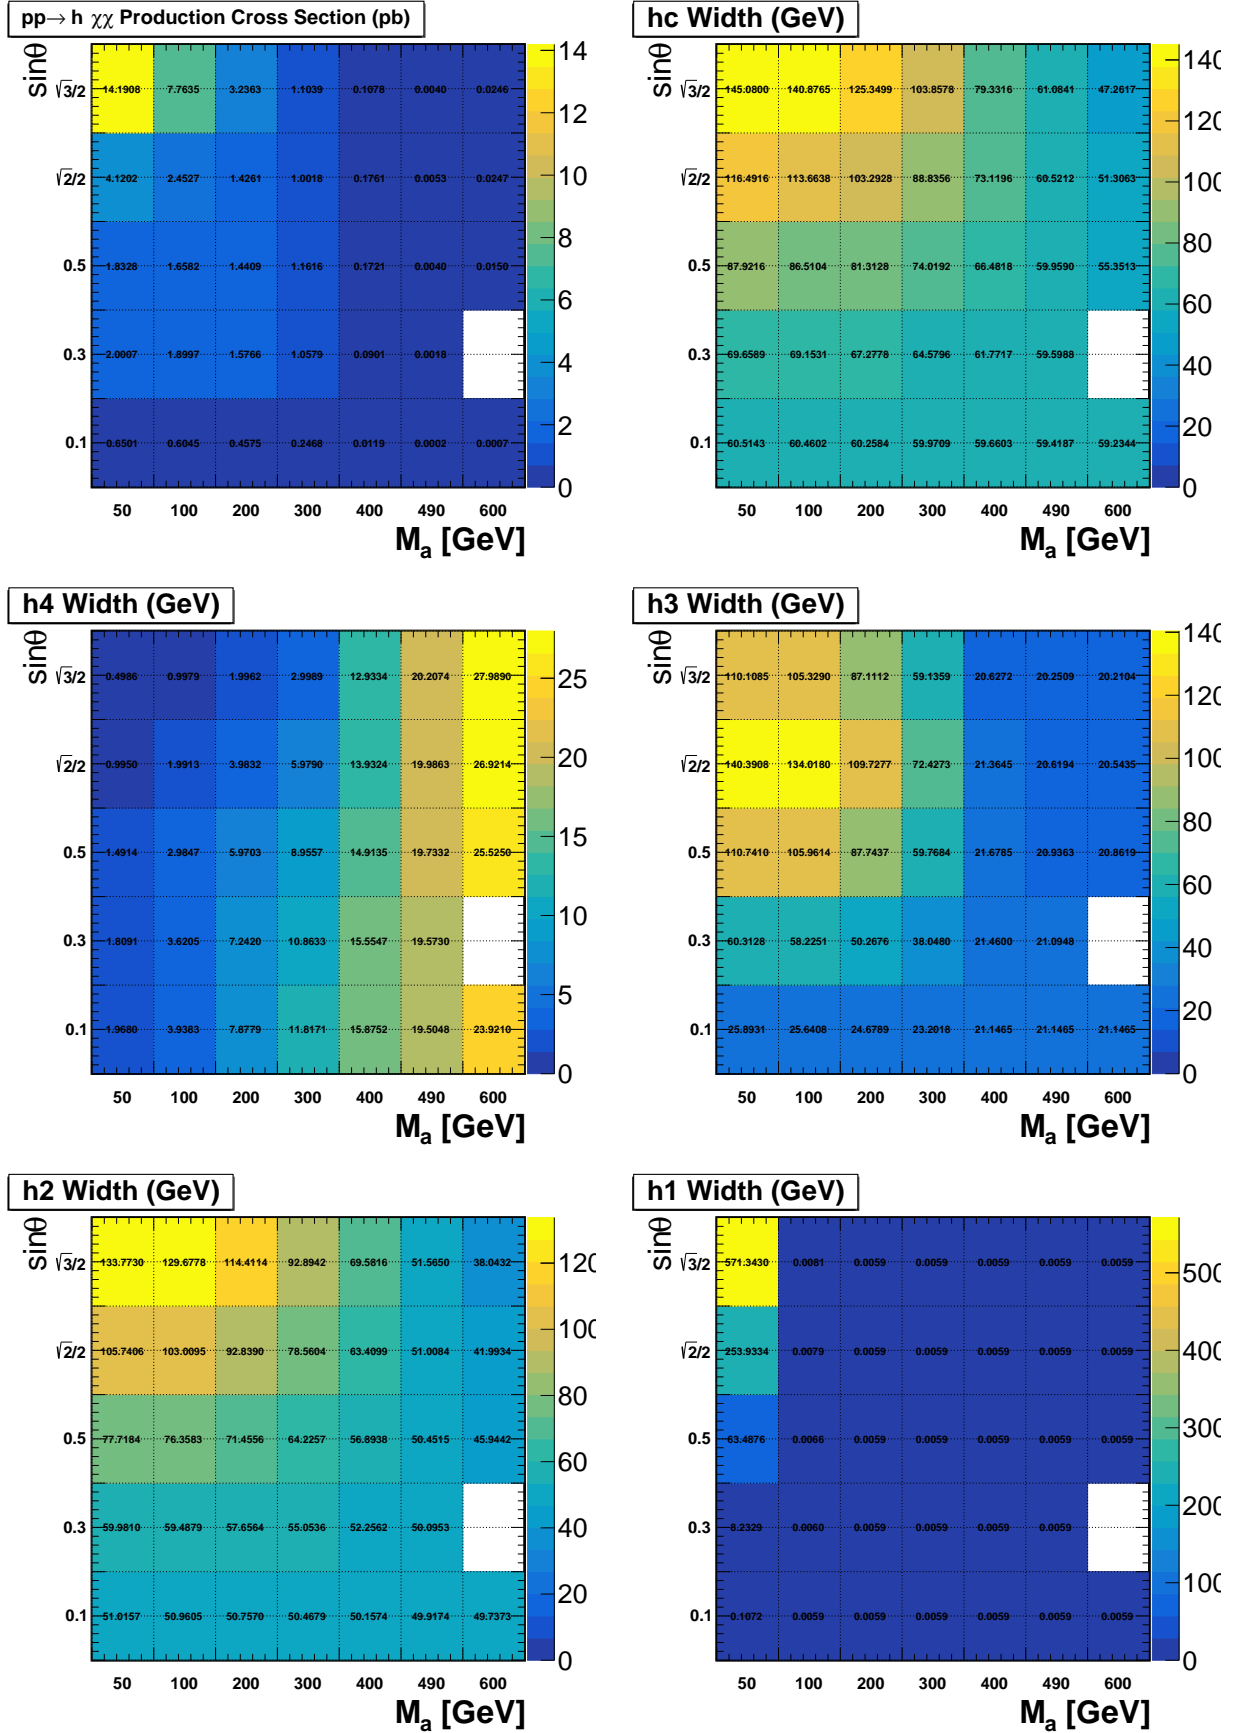 pp→ h χχ Production Cross Section (pb)
Sinθ
√3/2 14.1908 7.7635 3.2363 1.1039 0.1078 0.0040 0.0246
√2/2 4.1202 2.4527 1.4261 1.0018 0.1761 0.0053 0.0247
0.5 1.8328 1.6582 1.4409 1.1616 0.1721 0.0040 0.0150
0.3 2.0007 1.8997 1.5766 1.0579 0.0901 0.0018
0.1 0.6501 0.6045 0.4575 0.2468 0.0119 0.0002 0.0007
50 100 200 300 400 490 600
M_a [GeV]
14
12
10
8
6
4
2
0
hc Width (GeV)
Sinθ
√3/2 145.0800 140.8765 125.3499 103.8578 79.3316 61.0841 47.2617
√2/2 116.4916 113.6638 103.2928 88.8356 73.1196 60.5212 51.3063
0.5 87.9216 86.5104 81.3128 74.0192 66.4818 59.9590 55.3513
0.3 69.6589 69.1531 67.2778 64.5796 61.7717 59.5988
0.1 60.5143 60.4602 60.2584 59.9709 59.6603 59.4187 59.2344
50 100 200 300 400 490 600
M_a [GeV]
140
120
100
80
60
40
20
0
h4 Width (GeV)
Sinθ
√3/2 0.4986 0.9979 1.9962 2.9989 12.9334 20.2074 27.9890
√2/2 0.9950 1.9913 3.9832 5.9790 13.9324 19.9863 26.9214
0.5 1.4914 2.9847 5.9703 8.9557 14.9135 19.7332 25.5250
0.3 1.8091 3.6205 7.2420 10.8633 15.5547 19.5730
0.1 1.9680 3.9383 7.8779 11.8171 15.8752 19.5048 23.9210
50 100 200 300 400 490 600
M_a [GeV]
25
20
15
10
5
0
h3 Width (GeV)
Sinθ
√3/2 110.1085 105.3290 87.1112 59.1359 20.6272 20.2509 20.2104
√2/2 140.3908 134.0180 109.7277 72.4273 21.3645 20.6194 20.5435
0.5 110.7410 105.9614 87.7437 59.7684 21.6785 20.9363 20.8619
0.3 60.3128 58.2251 50.2676 38.0480 21.4600 21.0948
0.1 25.8931 25.6408 24.6789 23.2018 21.1465 21.1465 21.1465
50 100 200 300 400 490 600
M_a [GeV]
140
120
100
80
60
40
20
0
h2 Width (GeV)
Sinθ
√3/2 133.7730 129.6778 114.4114 92.8942 69.5816 51.5650 38.0432
√2/2 105.7406 103.0095 92.8390 78.5604 63.4099 51.0084 41.9934
0.5 77.7184 76.3583 71.4556 64.2257 56.8938 50.4515 45.9442
0.3 59.9810 59.4879 57.6564 55.0536 52.2562 50.0953
0.1 51.0157 50.9605 50.7570 50.4679 50.1574 49.9174 49.7373
50 100 200 300 400 490 600
M_a [GeV]
120
100
80
60
40
20
0
h1 Width (GeV)
Sinθ
√3/2 571.3430 0.0081 0.0059 0.0059 0.0059 0.0059 0.0059
√2/2 253.9334 0.0079 0.0059 0.0059 0.0059 0.0059 0.0059
0.5 63.4876 0.0066 0.0059 0.0059 0.0059 0.0059 0.0059
0.3 8.2329 0.0060 0.0059 0.0059 0.0059 0.0059
0.1 0.1072 0.0059 0.0059 0.0059 0.0059 0.0059 0.0059
50 100 200 300 400 490 600
M_a [GeV]
500
400
300
200
100
0